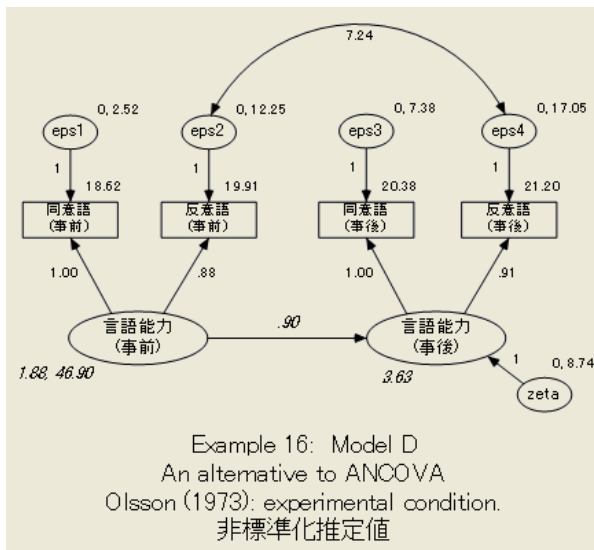 7.24
0, 2.52
0, 12.25
0, 7.38
0, 17.05
eps1
eps2
eps3
eps4
1
1
1
1
18.62
19.91
20.38
21.20
同意語
(事前)
反意語
(事前)
同意語
(事後)
反意語
(事後)
1.00
.88
1.00
.91
言語能力
(事前)
.90
言語能力
(事後)
1.88, 46.90
3.63
1
0, 8.74
zeta
Example 16: Model D
An alternative to ANCOVA
Olsson (1973): experimental condition.
非標準化推定値